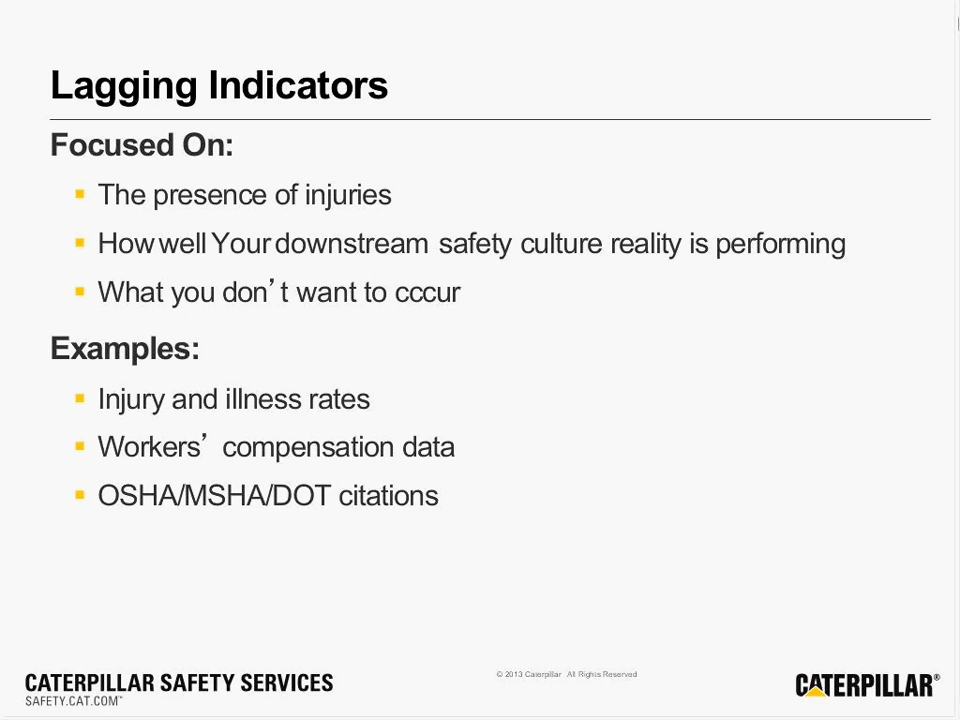 Lagging Indicators
Focused On:
The presence of injuries
How well Your downstream safety culture reality is performing
What you don’t want to cccur
Examples:
Injury and illness rates
Workers’ compensation data
OSHA/MSHA/DOT citations
© 2013 Caterpillar All Rights Reserved
CATERPILLAR SAFETY SERVICES
SAFETY.CAT.COM™
CATERPILLAR®